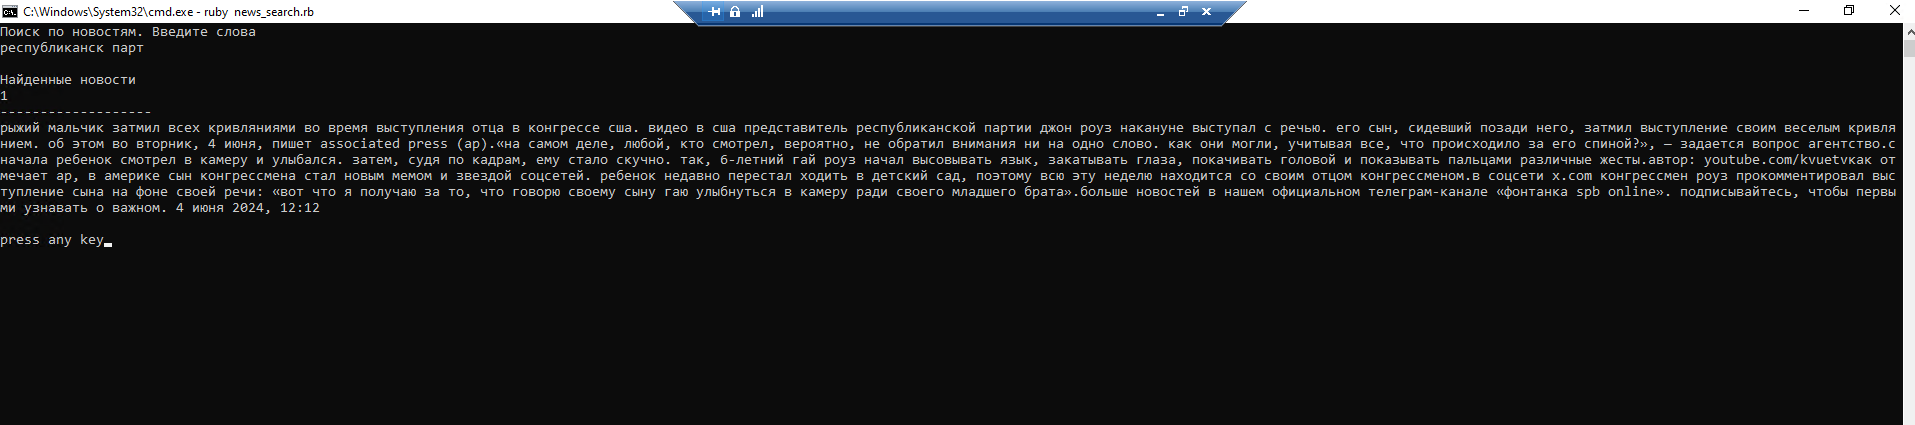 C:\Windows\System32\cmd.exe - ruby  news_search.rb
Поиск по новостям. Введите слова
республиканск парт
Найденные новости
1
-------------------
рыжий мальчик затмил всех кривляниями во время выступления отца в конгрессе сша. видео в сша представитель республиканской партии джон роуз накануне выступал с речью. его сын, сидевший позади него, затмил выступление своим веселым кривля
нием. об этом во вторник, 4 июня, пишет associated press (ap).«на самом деле, любой, кто смотрел, вероятно, не обратил внимания ни на одно слово. как они могли, учитывая все, что происходило за его спиной?», — задается вопрос агентство.с
начала ребенок смотрел в камеру и улыбался. затем, судя по кадрам, ему стало скучно. так, 6-летний гай роуз начал высовывать язык, закатывать глаза, покачивать головой и показывать пальцами различные жесты.автор: youtube.com/kvuetvкак от
мечает ap, в америке сын конгрессмена стал новым мемом и звездой соцсетей. ребенок недавно перестал ходить в детский сад, поэтому всю эту неделю находится со своим отцом конгрессменом.в соцсети x.com конгрессмен роуз прокомментировал выс
тупление сына на фоне своей речи: «вот что я получаю за то, что говорю своему сыну гаю улыбнуться в камеру ради своего младшего брата».больше новостей в нашем официальном телеграм-канале «фонтанка spb online». подписывайтесь, чтобы первы
ми узнавать о важном. 4 июня 2024, 12:12
press any key